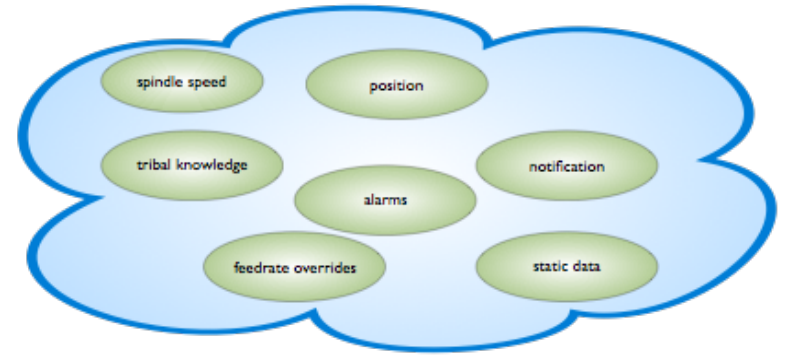 spindle speed
position
tribal knowledge
notification
alarms
feedrate overrides
static data